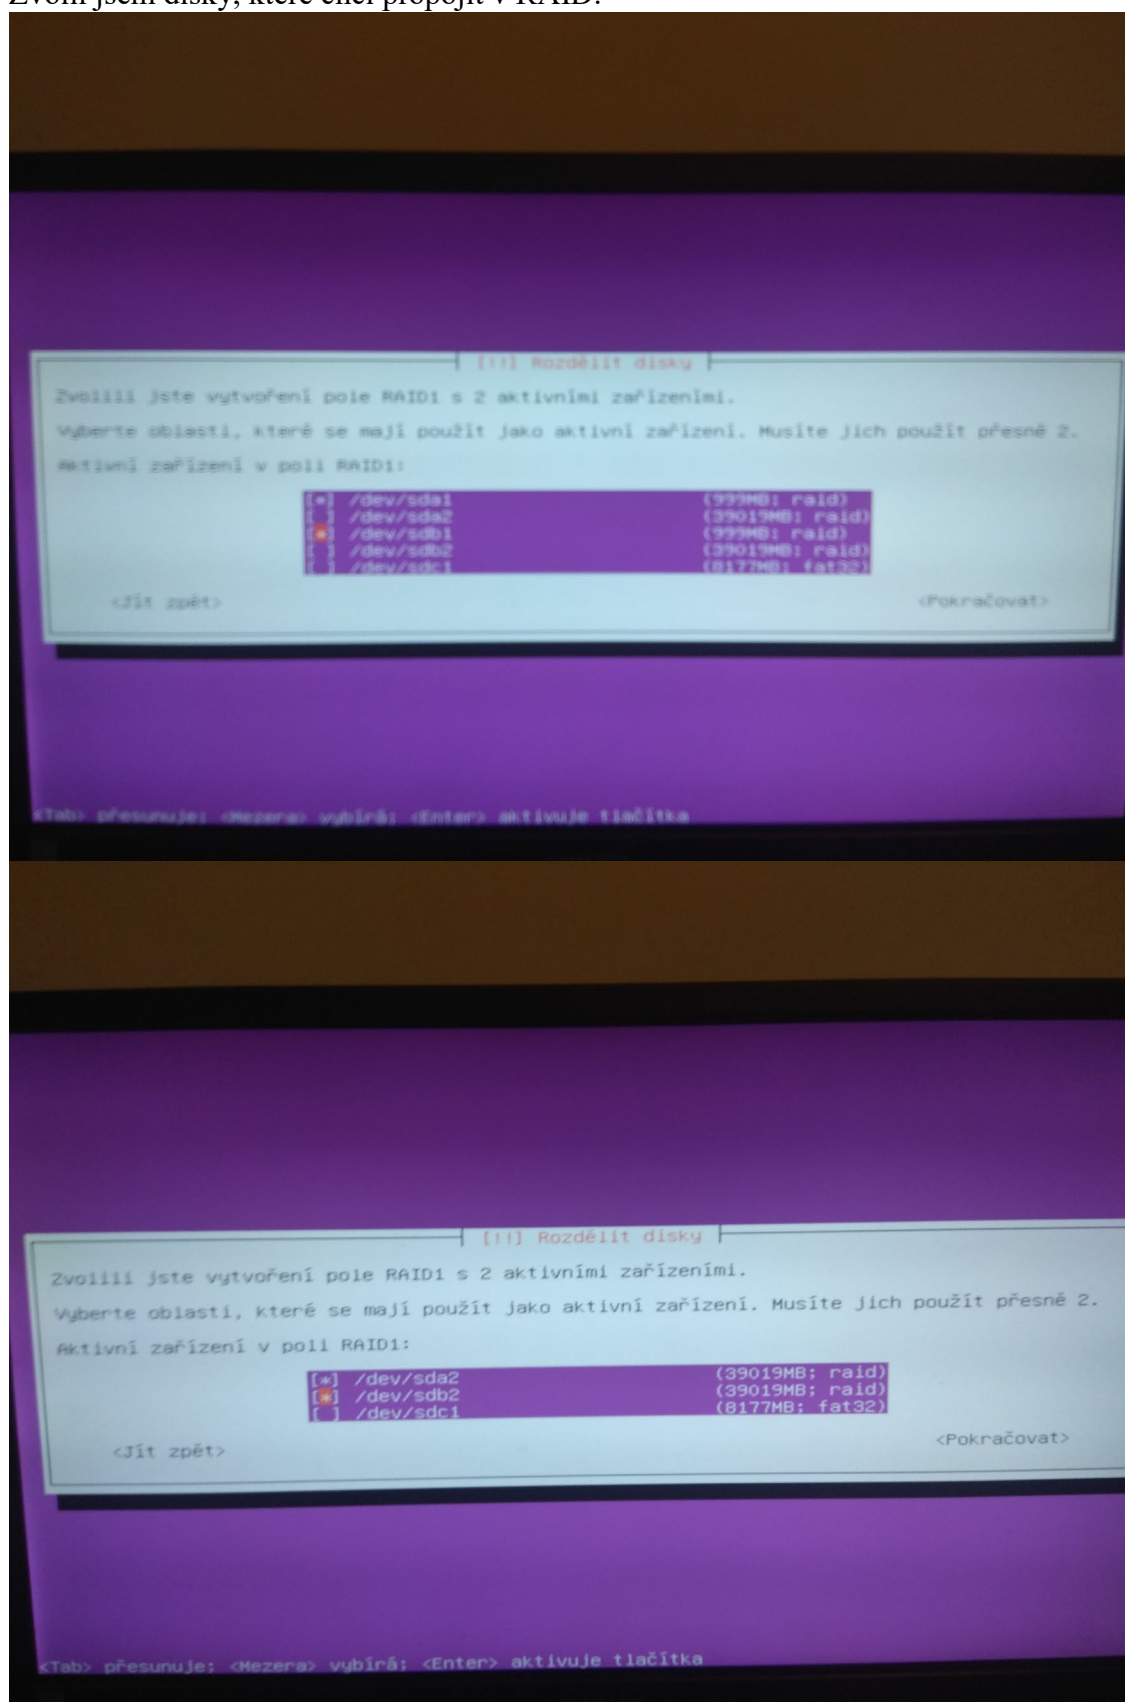 Zvolil jsem disky, které chci propojit v RAID:
[!!] Rozdělit disky
Zvolili jste vytvoření pole RAID1 s 2 aktivními zařízeními.
Vyberte oblasti, které se mají použít jako aktivní zařízení. Musíte jich použít přesně 2.
Aktivní zařízení v poli RAID1:
[*] /dev/sda1 (999MB; raid)
[ ] /dev/sda2 (39019MB; raid)
[*] /dev/sdb1 (999MB; raid)
[ ] /dev/sdb2 (39019MB; raid)
[ ] /dev/sdc1 (8177MB; fat32)
<Jít zpět> <Pokračovat>
<Tab> přesunuje; <Mezera> vybírá; <Enter> aktivuje tlačítka
[!!] Rozdělit disky
Zvolili jste vytvoření pole RAID1 s 2 aktivními zařízeními.
Vyberte oblasti, které se mají použít jako aktivní zařízení. Musíte jich použít přesně 2.
Aktivní zařízení v poli RAID1:
[*] /dev/sda2 (39019MB; raid)
[*] /dev/sdb2 (39019MB; raid)
[ ] /dev/sdc1 (8177MB; fat32)
<Jít zpět> <Pokračovat>
<Tab> přesunuje; <Mezera> vybírá; <Enter> aktivuje tlačítka